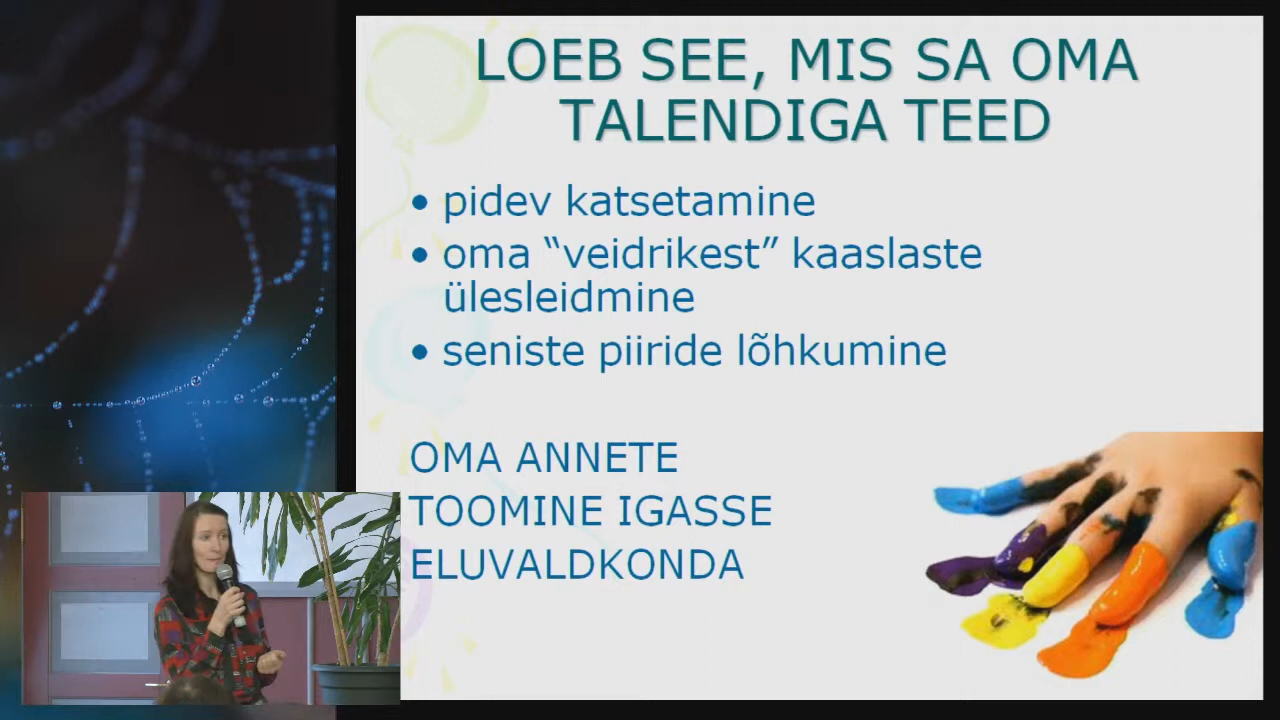 LOEB SEE, MIS SA OMA
TALENDIGA TEED
• pidev katsetamine
• oma “veidrikest” kaaslaste
ülesleidmine
• seniste piiride lõhkumine
OMA ANNETE
TOOMINE IGASSE
ELUVALDKONDA